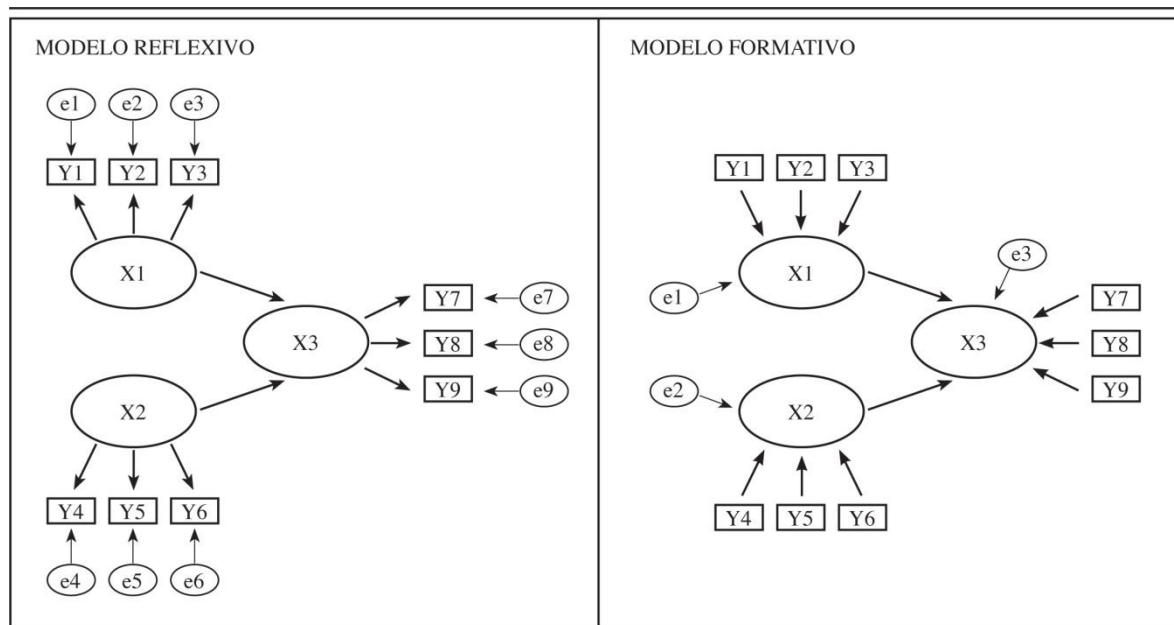 MODELO REFLEXIVO
e1 e2 e3
Y1 Y2 Y3
X1
X3
Y7 e7
Y8 e8
Y9 e9
X2
Y4 Y5 Y6
e4 e5 e6
MODELO FORMATIVO
Y1 Y2 Y3
X1
e1
e3
X3
Y7
Y8
Y9
e2
X2
Y4 Y5 Y6